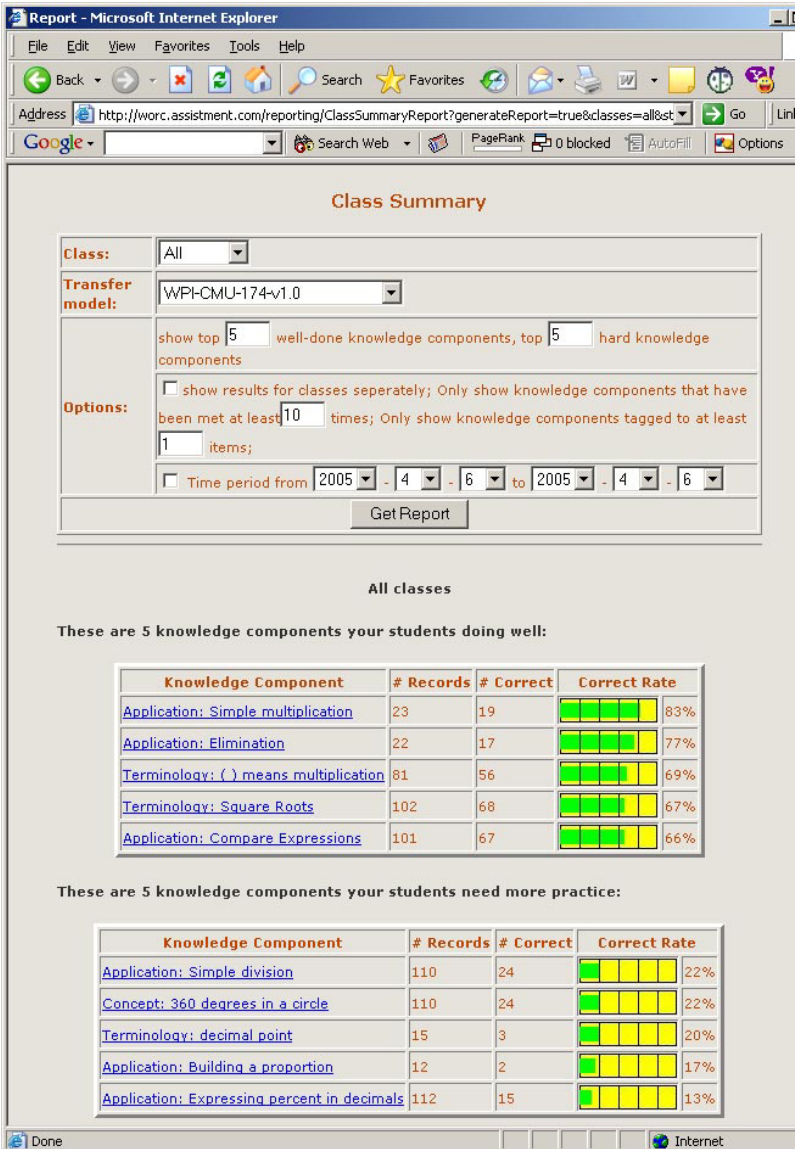 Report - Microsoft Internet Explorer
File Edit View Favorites Tools Help
Back Search Favorites
Address http://worc.assistment.com/reporting/ClassSummaryReport?generateReport=true&classes=all&st Go Link
Google Search Web PageRank 0 blocked AutoFill Options
Class Summary
Class: All
Transfer model: WPI-CMU-174-v1.0
Options:
show top 5 well-done knowledge components, top 5 hard knowledge
components
show results for classes seperately; Only show knowledge components that have
been met at least 10 times; Only show knowledge components tagged to at least
1 items;
Time period from 2005 - 4 - 6 to 2005 - 4 - 6
Get Report
All classes
These are 5 knowledge components your students doing well:
Knowledge Component # Records # Correct Correct Rate
Application: Simple multiplication 23 19 83%
Application: Elimination 22 17 77%
Terminology: ( ) means multiplication 81 56 69%
Terminology: Square Roots 102 68 67%
Application: Compare Expressions 101 67 66%
These are 5 knowledge components your students need more practice:
Knowledge Component # Records # Correct Correct Rate
Application: Simple division 110 24 22%
Concept: 360 degrees in a circle 110 24 22%
Terminology: decimal point 15 3 20%
Application: Building a proportion 12 2 17%
Application: Expressing percent in decimals 112 15 13%
Done Internet